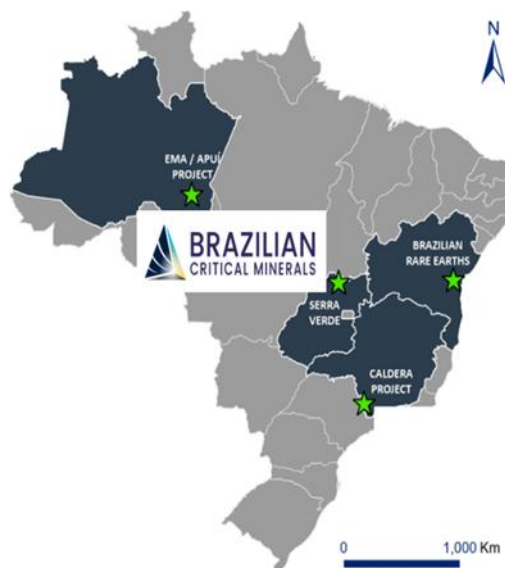 N
EMA / APUÍ
PROJECT
BRAZILIAN
CRITICAL MINERALS
BRAZILIAN
RARE EARTHS
SERRA
VERDE
CALDERA
PROJECT
0 1,000 Km